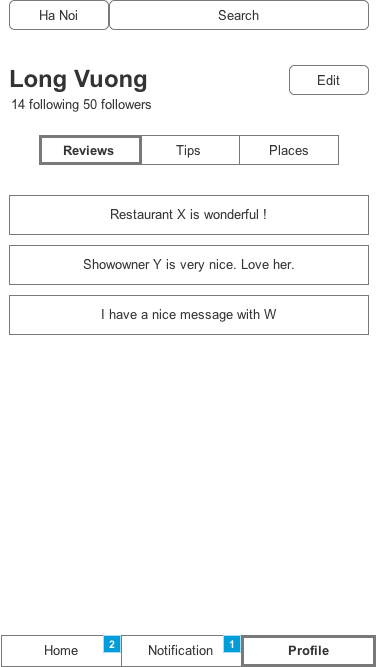 Ha Noi Search
Long Vuong Edit
14 following 50 followers
Reviews Tips Places
Restaurant X is wonderful !
Showowner Y is very nice. Love her.
I have a nice message with W
Home 2 Notification 1 Profile